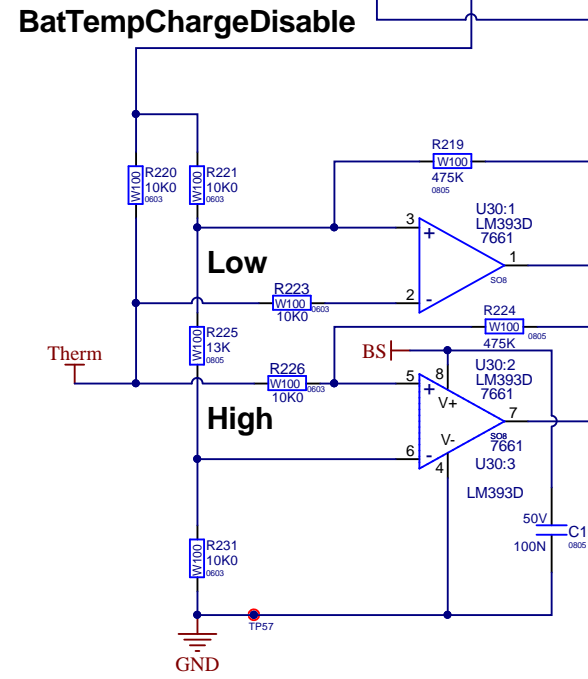 BatTempChargeDisable
R219
W100
475K
0805
W100
R220
10K0
0603
W100
R221
10K0
0603
U30:1
LM393D
7661
3
+
1
2
-
SO8
Low
R223
W100
0603
10K0
R224
W100
0805
475K
W100
R225
13K
0805
Therm
BS
R226
W100
0603
10K0
U30:2
LM393D
7661
8
V+
5
+
7
High
V-
6
-
4
SO8
7661
U30:3
LM393D
50V
C1
100N
0805
W100
R231
10K0
0603
TP57
GND